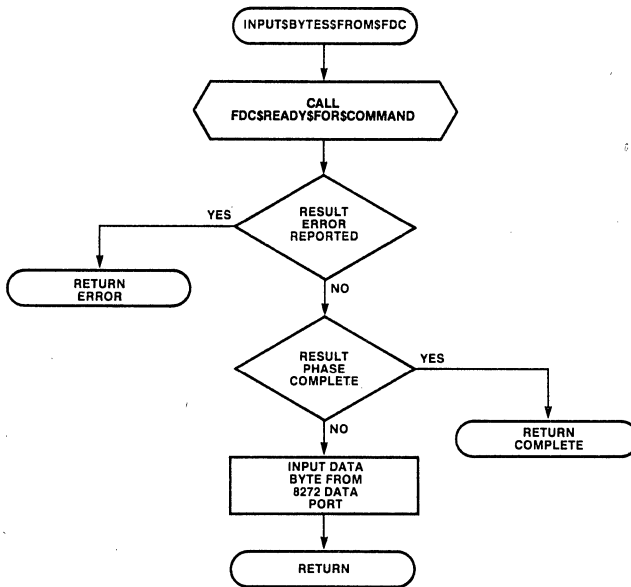 INPUT$BYTES$FROM$FDC
CALL
FDC$READY$FOR$COMMAND
YES
RESULT
ERROR
REPORTED
RETURN
ERROR
NO
RESULT
PHASE
COMPLETE
YES
RETURN
COMPLETE
NO
INPUT DATA
BYTE FROM
8272 DATA
PORT
RETURN